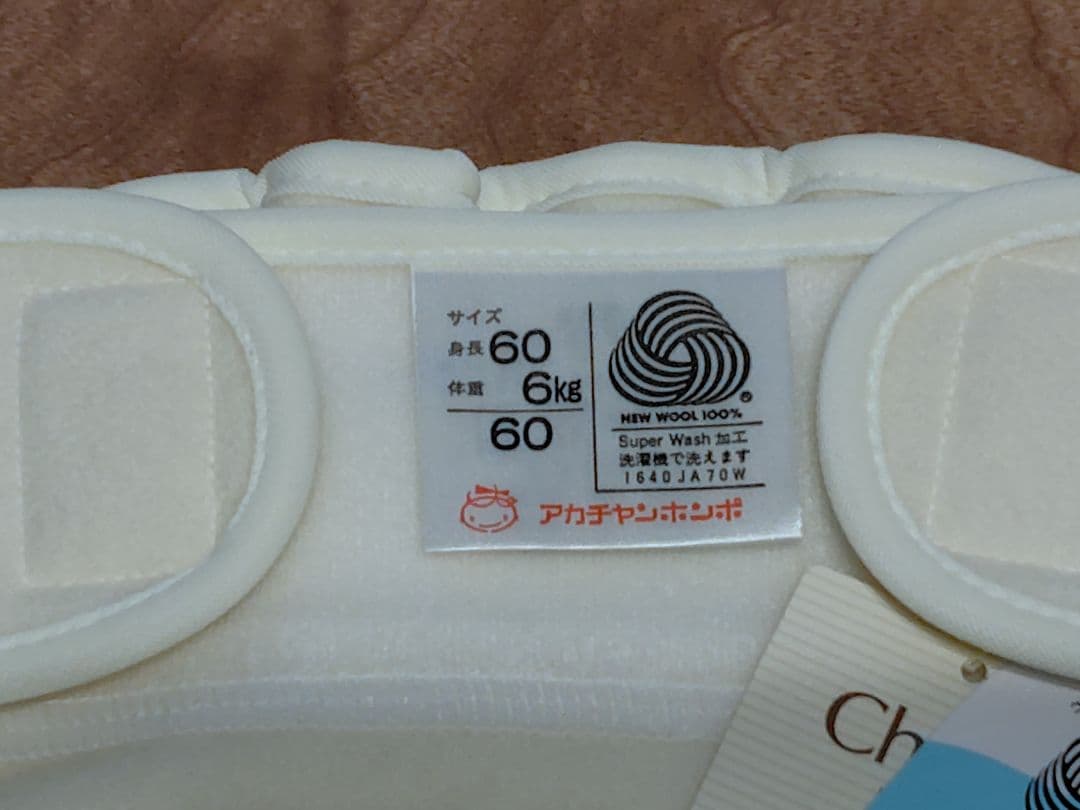 サイズ
身長 60
体重 6kg
60
NEW WOOL 100%
Super Wash 加工
洗濯機で洗えます
1640JA70W
アカチャンホンポ
Ch